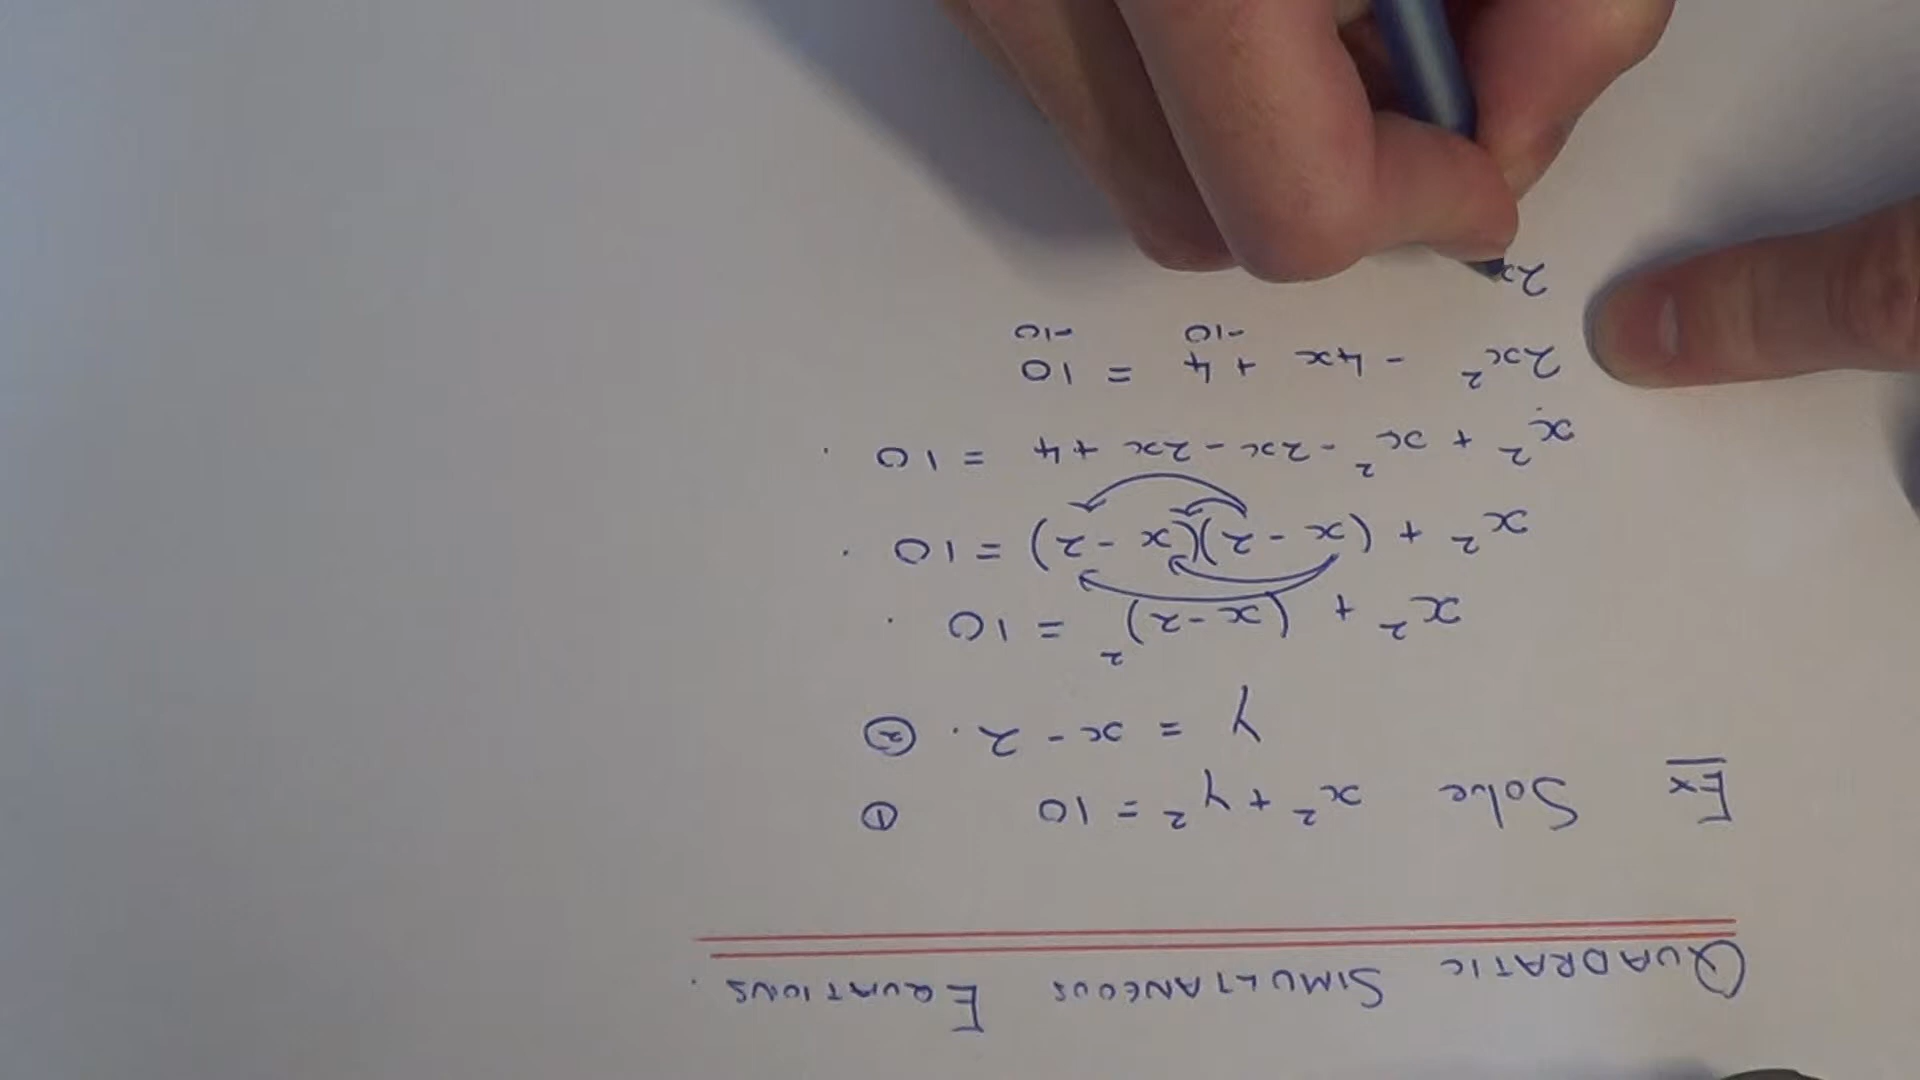 QUADRATIC SIMULTANEOUS EQUATIONS.
Ex Solve x² + y² = 10 ①
y = x - 2. ②
x² + (x-2)² = 10.
x² + (x - 2)(x - 2) = 10.
x² + x² - 2x - 2x + 4 = 10.
2x² - 4x + 4 = 10
-10 -10
2x